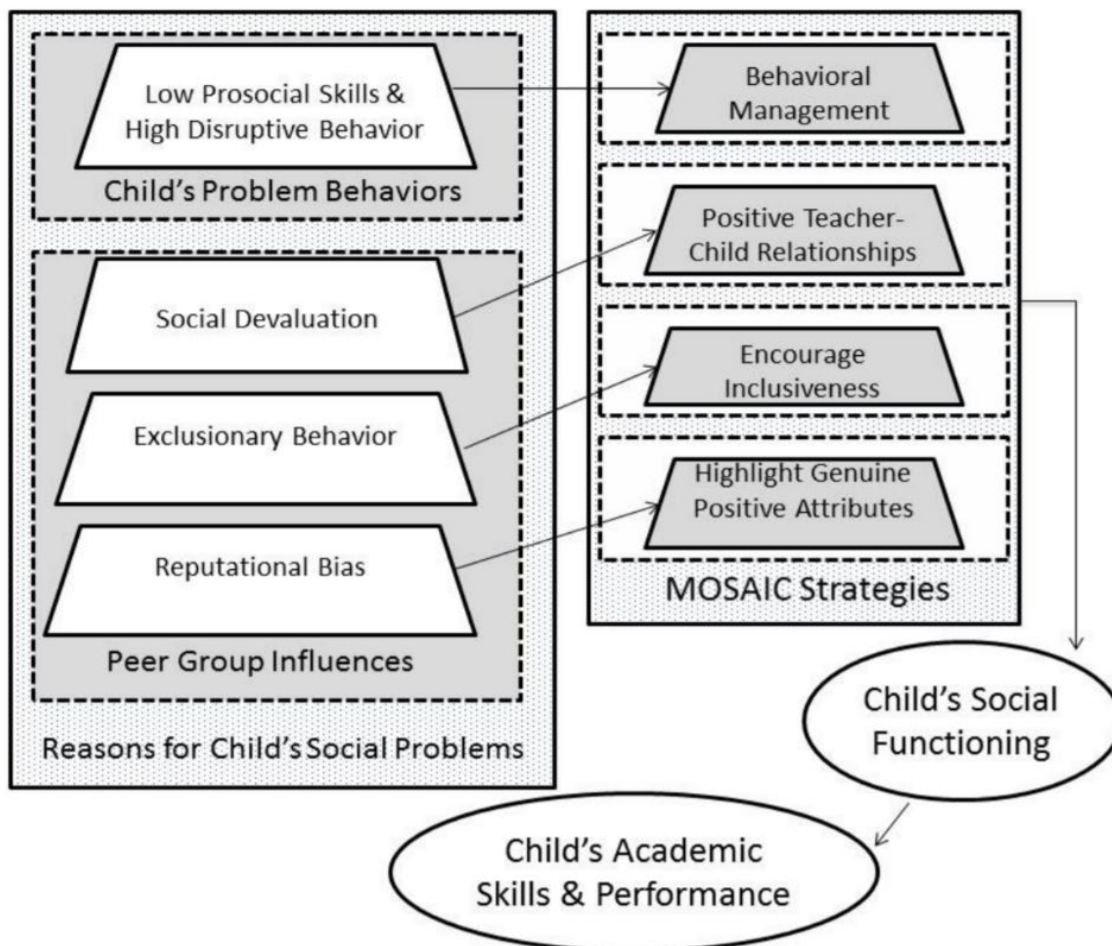 Low Prosocial Skills &
High Disruptive Behavior
Child's Problem Behaviors
Social Devaluation
Exclusionary Behavior
Reputational Bias
Peer Group Influences
Reasons for Child's Social Problems
Behavioral
Management
Positive Teacher-
Child Relationships
Encourage
Inclusiveness
Highlight Genuine
Positive Attributes
MOSAIC Strategies
Child's Social
Functioning
Child's Academic
Skills & Performance